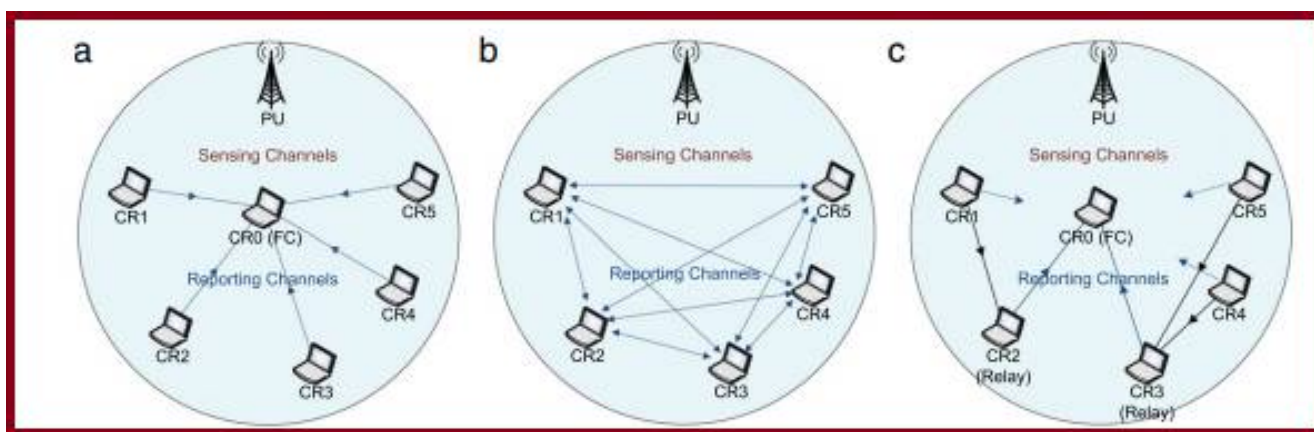 a
PU
Sensing Channels
CR1
CR5
CR0 (FC)
Reporting Channels
CR4
CR2
CR3
b
PU
Sensing Channels
CR1
CR5
Reporting Channels
CR4
CR2
CR3
c
PU
Sensing Channels
CR1
CR5
CR0 (FC)
Reporting Channels
CR4
CR2
(Relay)
CR3
(Relay)